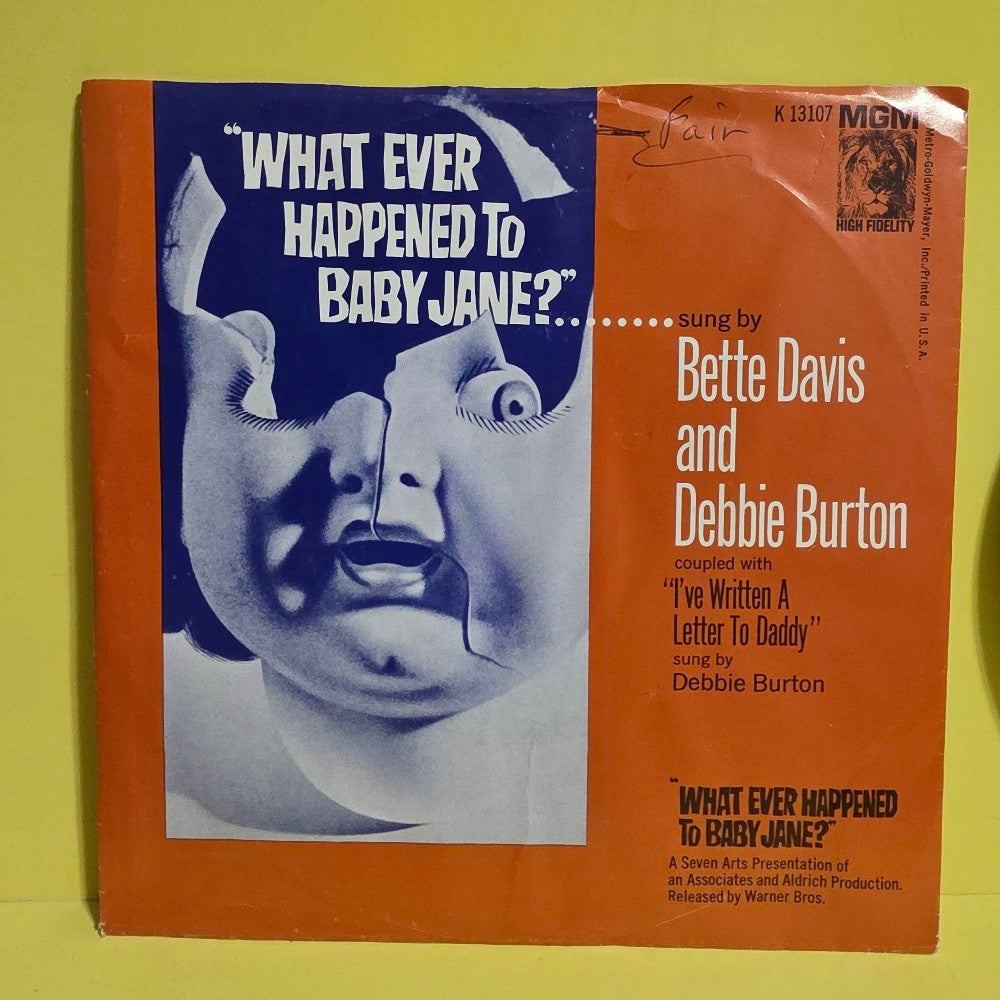 "WHAT EVER
HAPPENED TO
BABY JANE?"........sung by
Bette Davis
and
Debbie Burton
coupled with
"I've Written A
Letter To Daddy"
sung by
Debbie Burton
"WHAT EVER HAPPENED
TO BABY JANE?"
A Seven Arts Presentation of
an Associates and Aldrich Production.
Released by Warner Bros.
Fair
K 13107 MGM
HIGH FIDELITY
Metro-Goldwyn-Mayer, Inc./Printed in U.S.A.